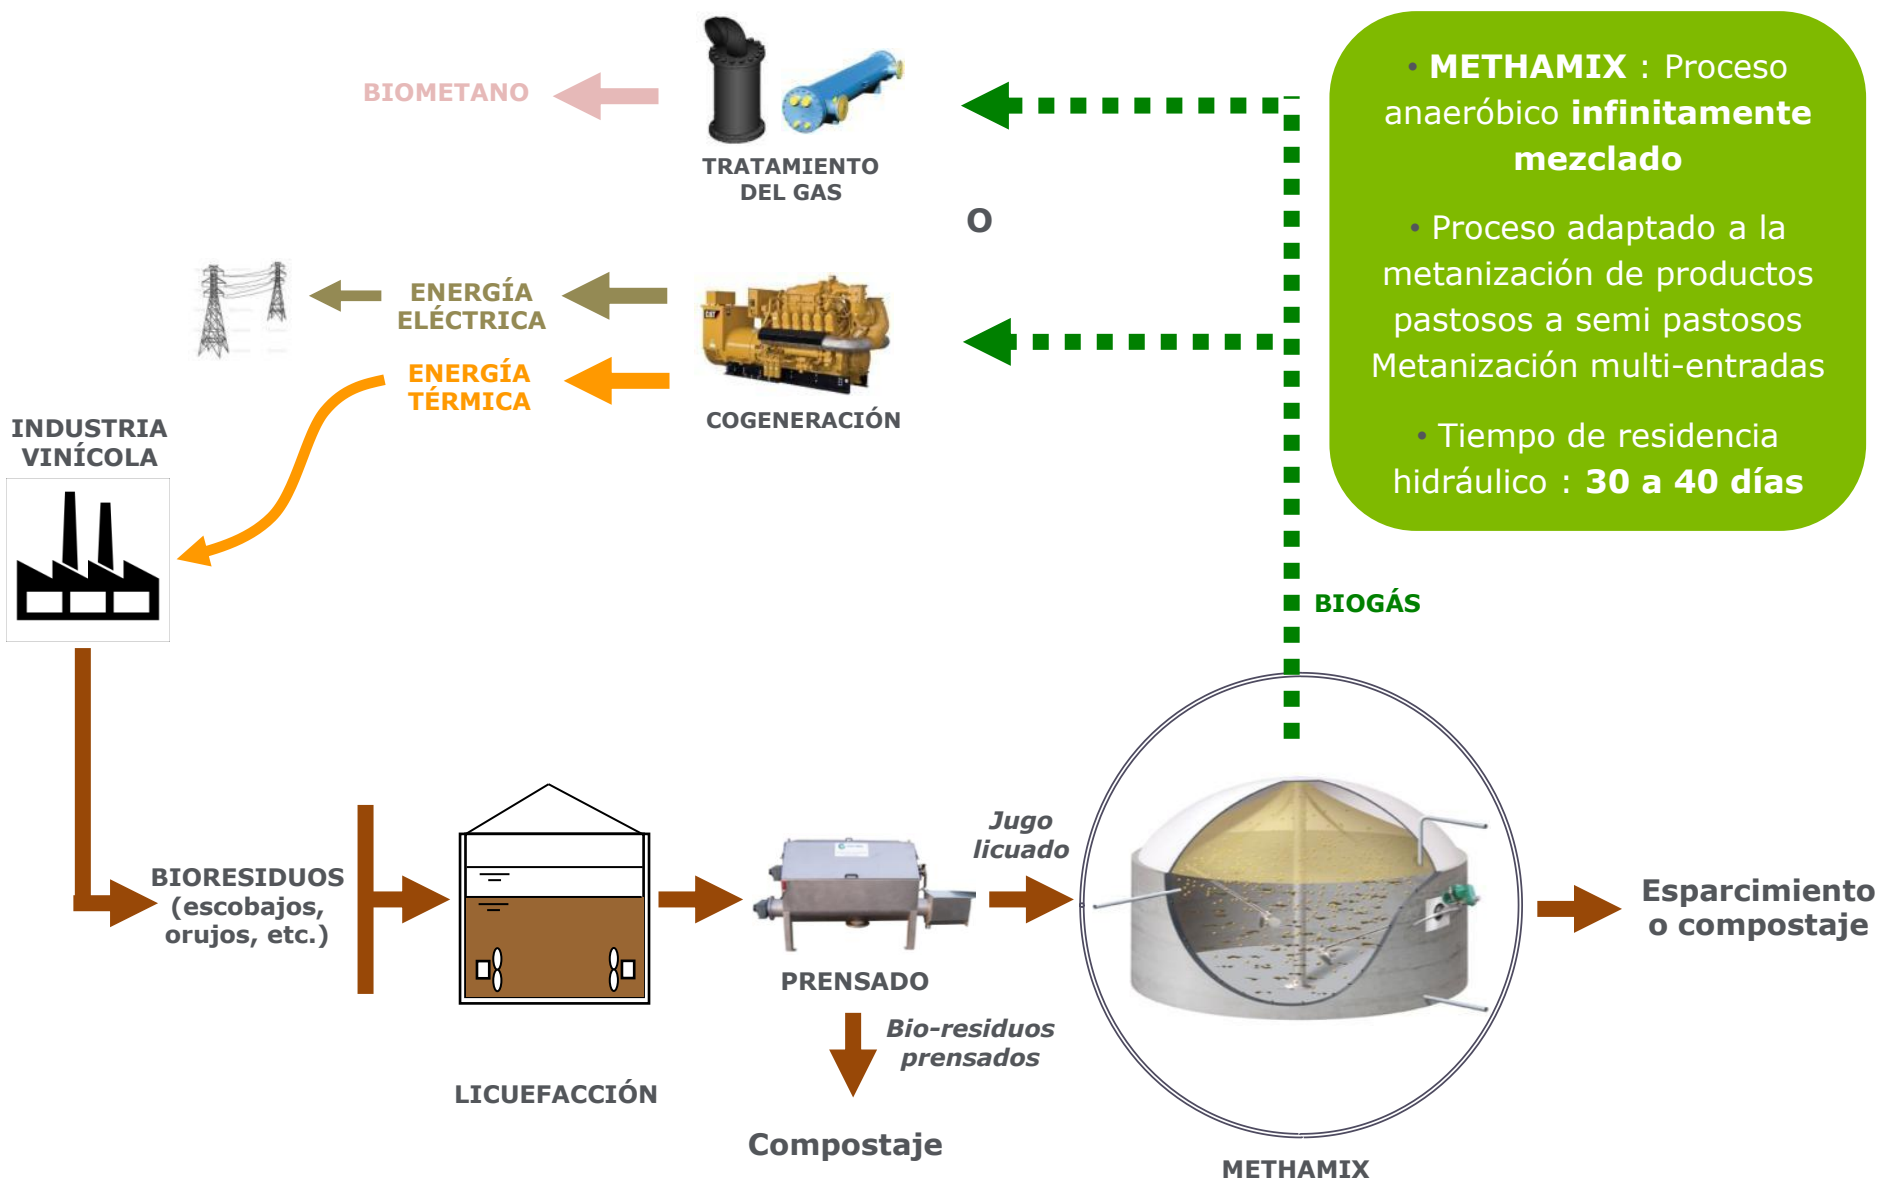 • METHAMIX : Proceso
anaeróbico infinitamente
mezclado
• Proceso adaptado a la
metanización de productos
pastosos a semi pastosos
Metanización multi-entradas
• Tiempo de residencia
hidráulico : 30 a 40 días
BIOMETANO
TRATAMIENTO
DEL GAS
O
ENERGÍA
ELÉCTRICA
ENERGÍA
TÉRMICA
CAT
COGENERACIÓN
INDUSTRIA
VINÍCOLA
BIOGÁS
BIORESIDUOS
(escobajos,
orujos, etc.)
LICUEFACCIÓN
PRENSADO
Jugo
licuado
Bio-residuos
prensados
Compostaje
METHAMIX
Esparcimiento
o compostaje